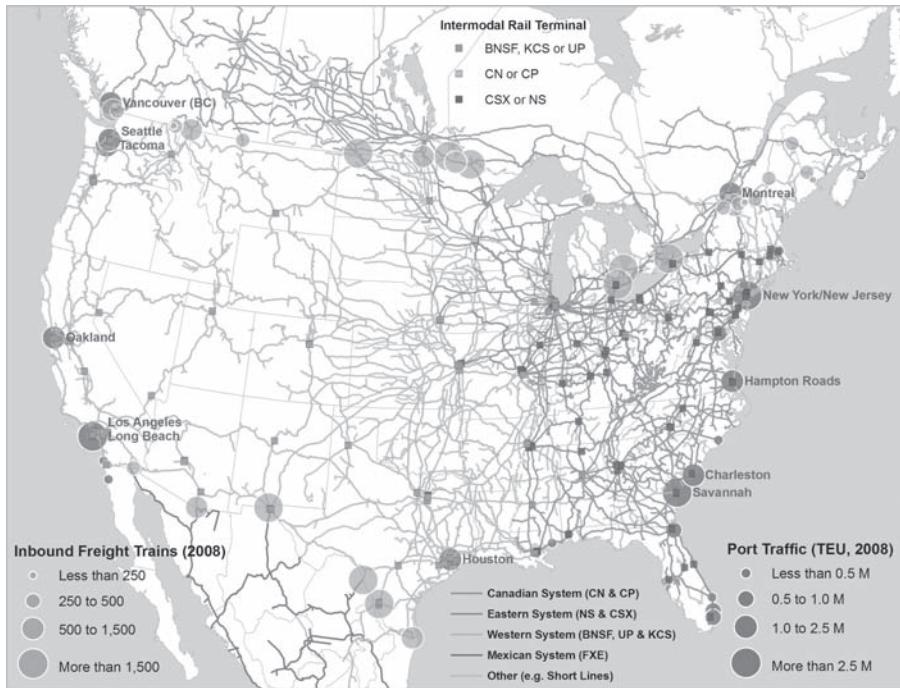 Intermodal Rail Terminal
BNSF, KCS or UP
CN or CP
CSX or NS
Vancouver (BC)
Seattle
Tacoma
Montreal
New York/New Jersey
Oakland
Hampton Roads
Los Angeles
Long Beach
Charleston
Savannah
Houston
Inbound Freight Trains (2008)
Less than 250
250 to 500
500 to 1,500
More than 1,500
Canadian System (CN & CP)
Eastern System (NS & CSX)
Western System (BNSF, UP & KCS)
Mexican System (FXE)
Other (e.g. Short Lines)
Port Traffic (TEU, 2008)
Less than 0.5 M
0.5 to 1.0 M
1.0 to 2.5 M
More than 2.5 M